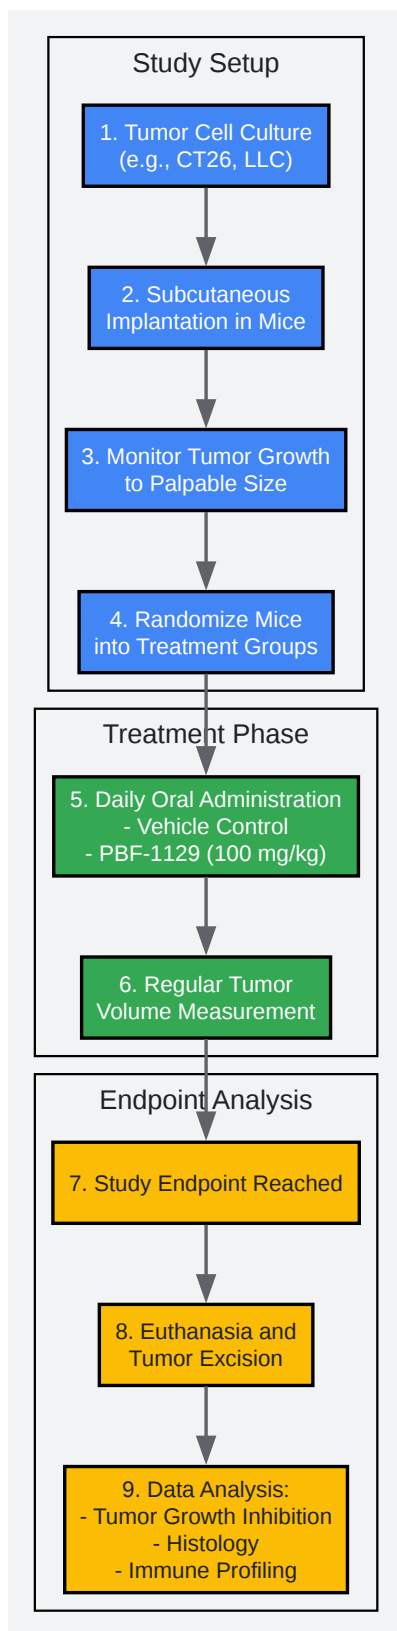 Study Setup
1. Tumor Cell Culture
(e.g., CT26, LLC)
2. Subcutaneous
Implantation in Mice
3. Monitor Tumor Growth
to Palpable Size
4. Randomize Mice
into Treatment Groups
Treatment Phase
5. Daily Oral Administration
- Vehicle Control
- PBF-1129 (100 mg/kg)
6. Regular Tumor
Volume Measurement
Endpoint Analysis
7. Study Endpoint Reached
8. Euthanasia and
Tumor Excision
9. Data Analysis:
- Tumor Growth Inhibition
- Histology
- Immune Profiling